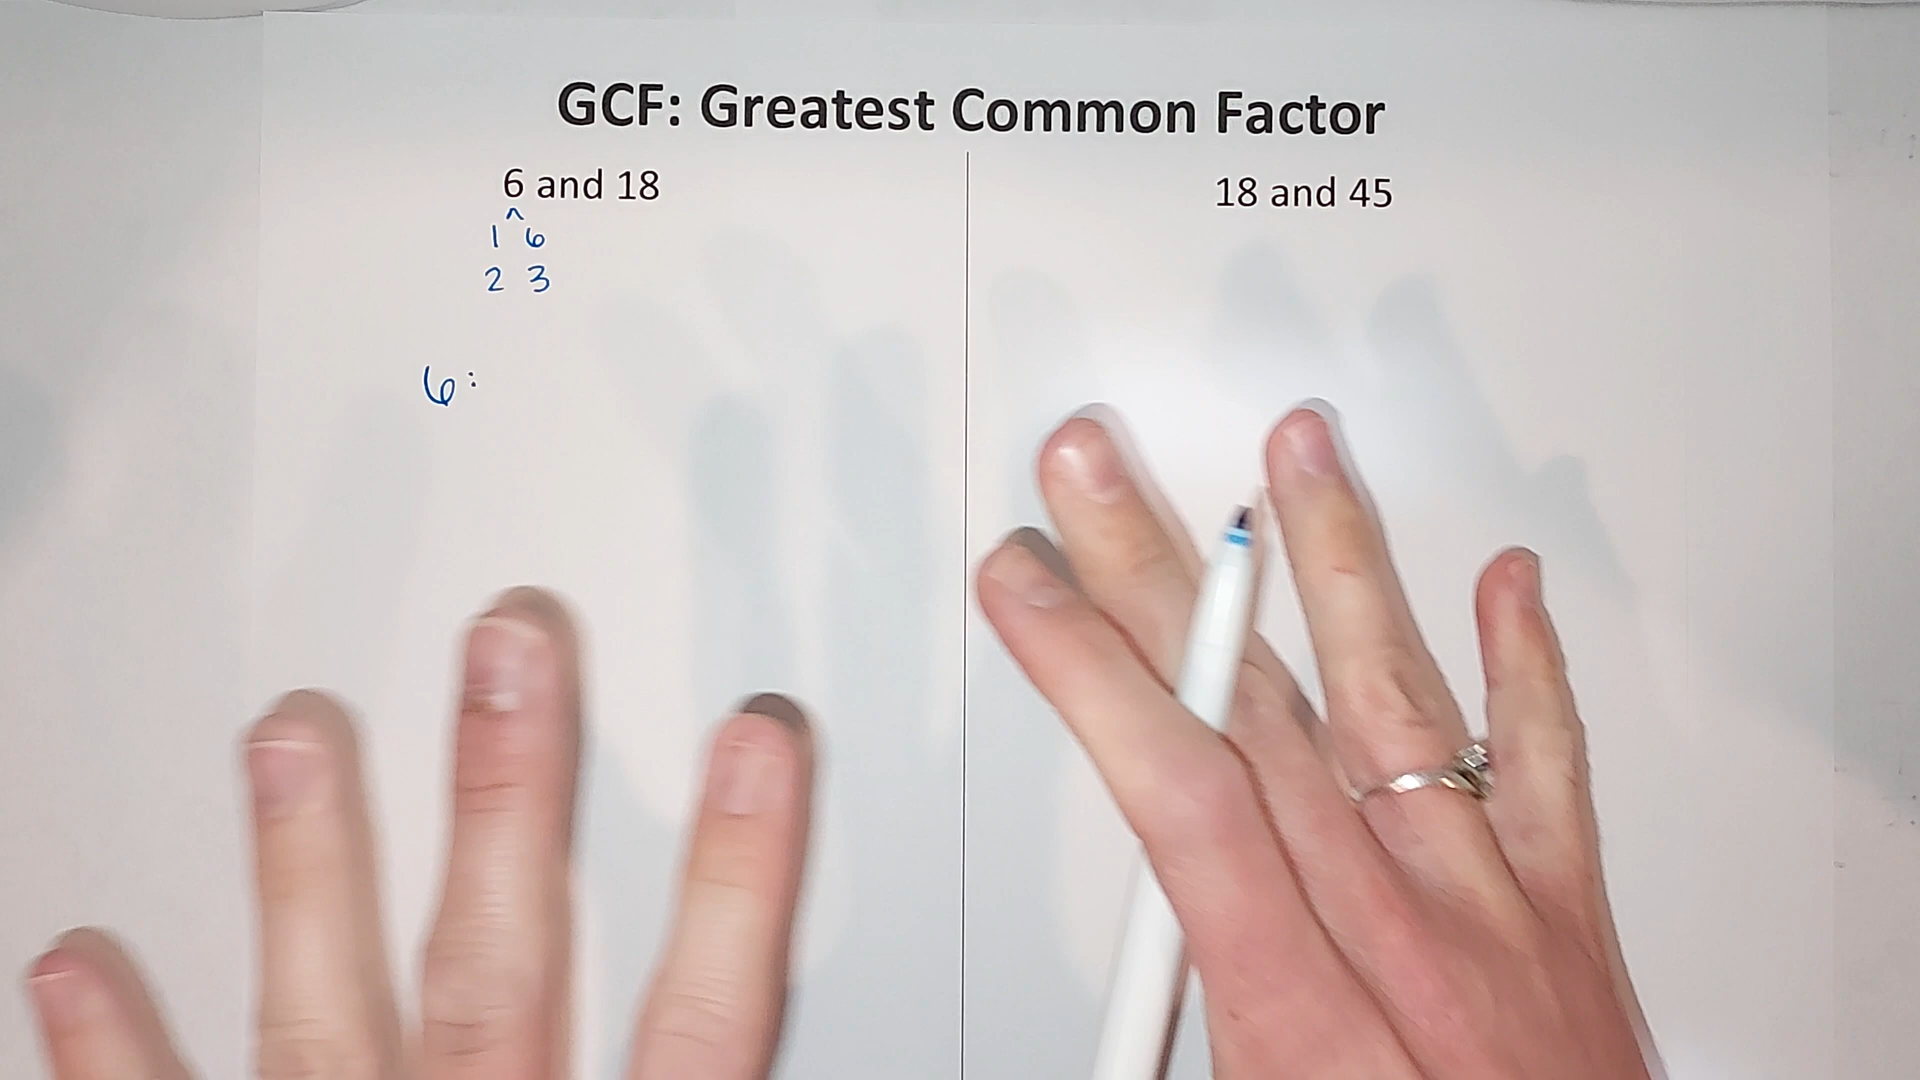 GCF: Greatest Common Factor
6 and 18
^
1 6
2 3
6:
18 and 45